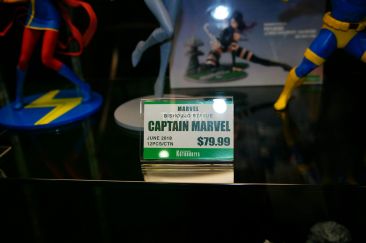 MARVEL
BISHOUJO STATUE
CAPTAIN MARVEL
JUNE 2018
12PCS/CTN
$79.99